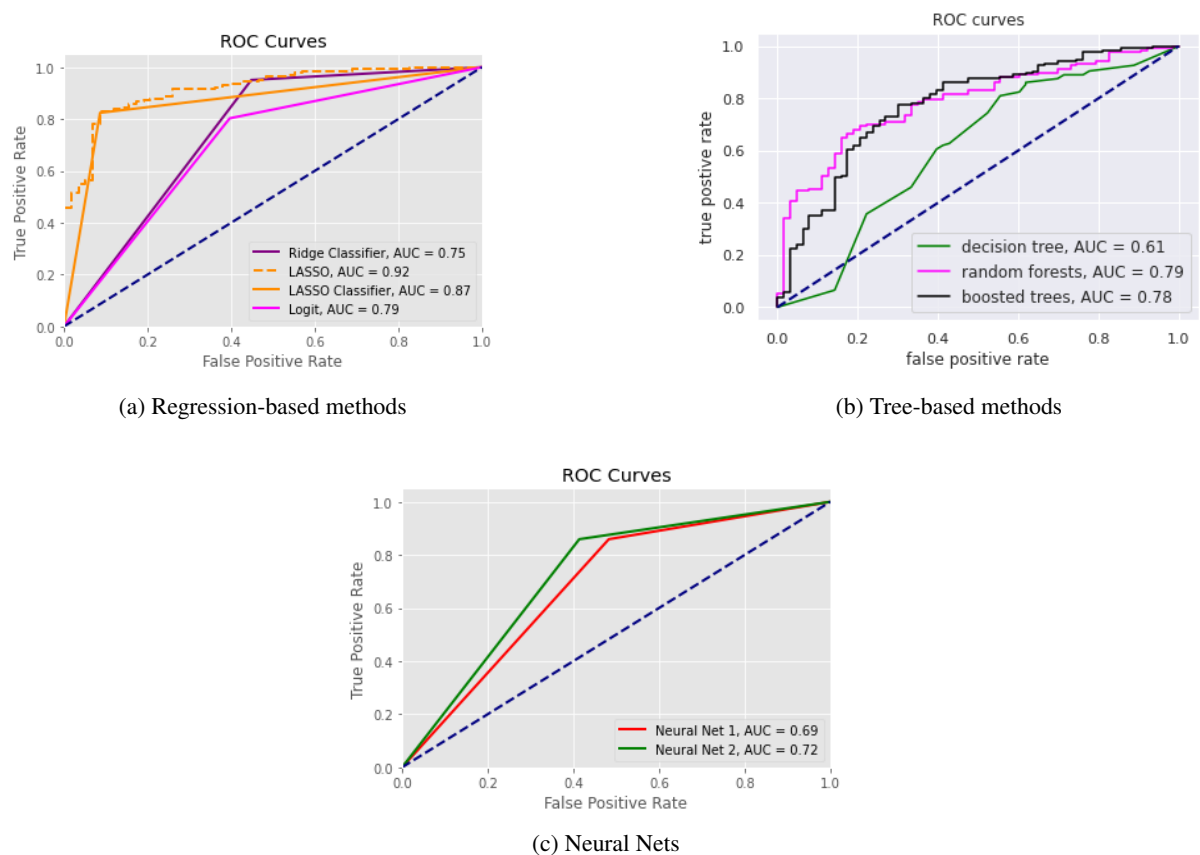 ROC Curves
True Positive Rate
1.0
0.8
0.6
0.4
0.2
0.0
Ridge Classifier, AUC = 0.75
LASSO, AUC = 0.92
LASSO Classifier, AUC = 0.87
Logit, AUC = 0.79
0.0 0.2 0.4 0.6 0.8 1.0
False Positive Rate
(a) Regression-based methods
ROC curves
true postive rate
1.0
0.8
0.6
0.4
0.2
0.0
decision tree, AUC = 0.61
random forests, AUC = 0.79
boosted trees, AUC = 0.78
0.0 0.2 0.4 0.6 0.8 1.0
false positive rate
(b) Tree-based methods
ROC Curves
True Positive Rate
1.0
0.8
0.6
0.4
0.2
0.0
Neural Net 1, AUC = 0.69
Neural Net 2, AUC = 0.72
0.0 0.2 0.4 0.6 0.8 1.0
False Positive Rate
(c) Neural Nets